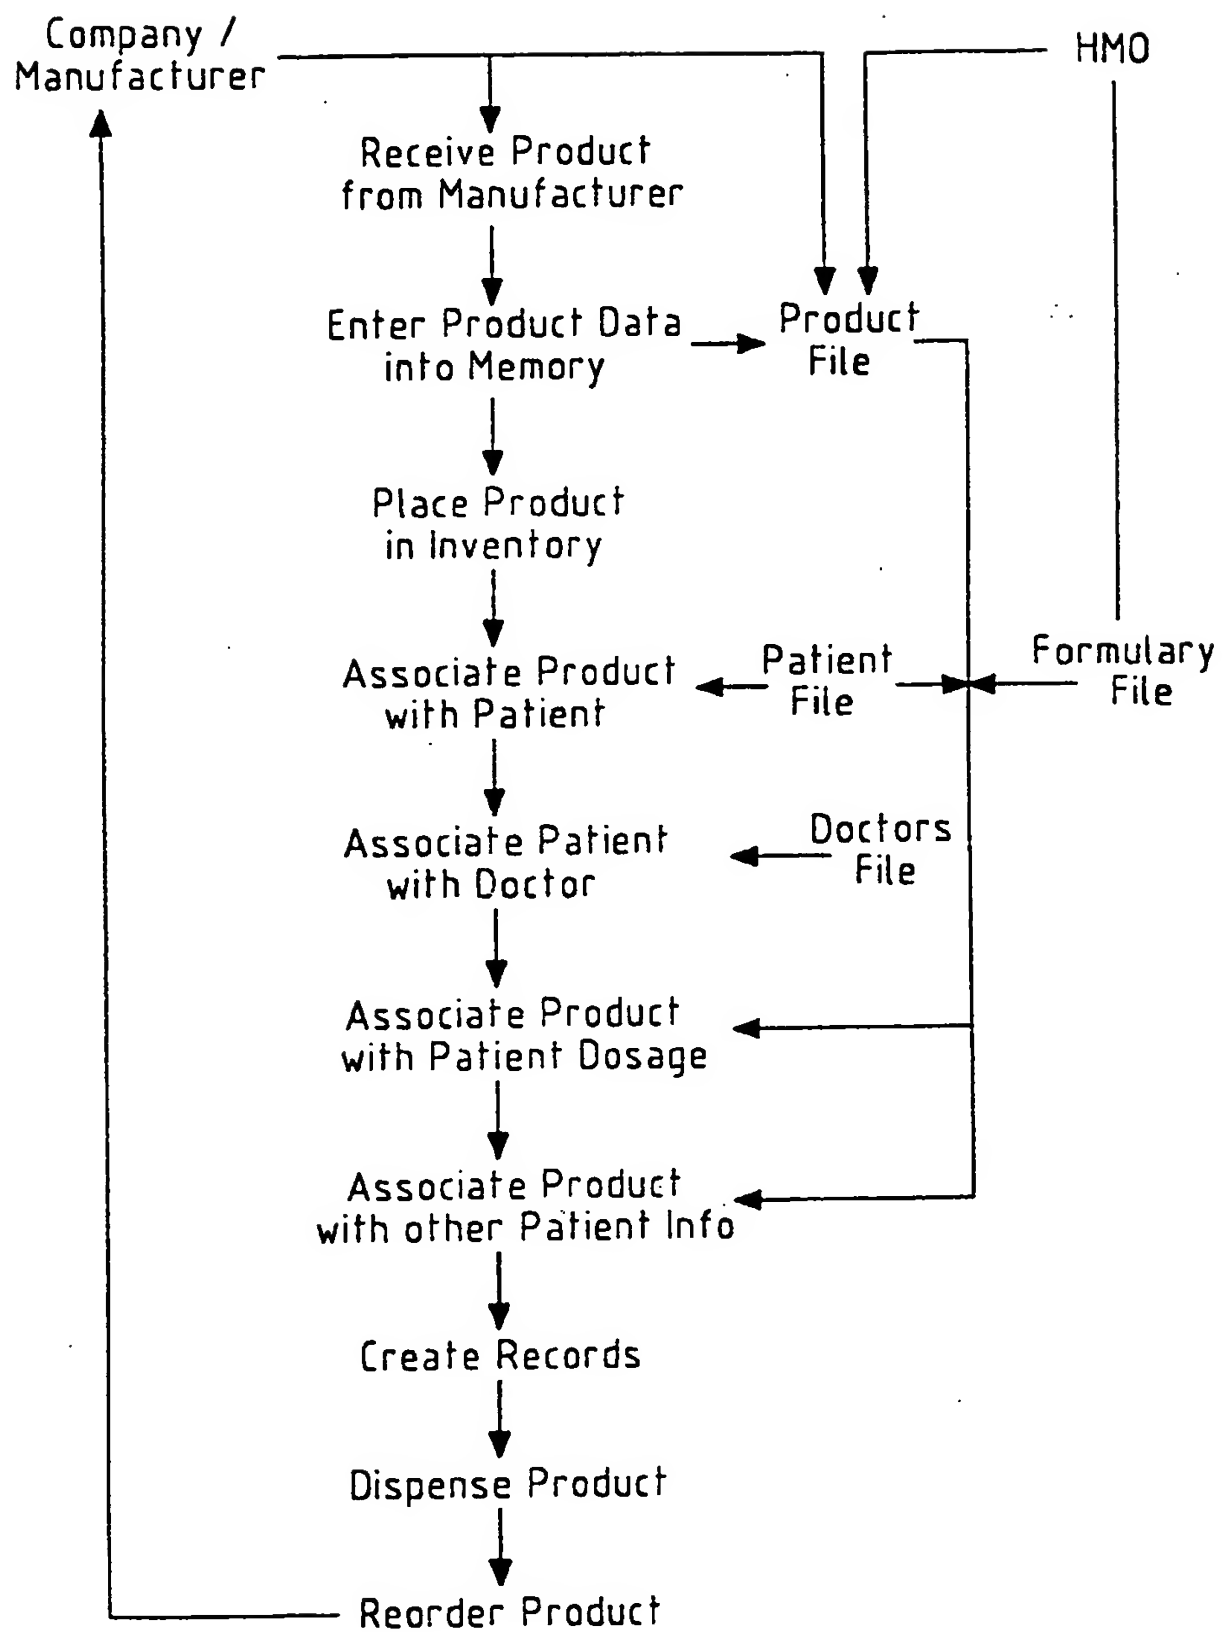 Company /
Manufacturer
HMO
Receive Product
from Manufacturer
Enter Product Data
into Memory
Product
File
Place Product
in Inventory
Associate Product
with Patient
Patient
File
Formulary
File
Associate Patient
with Doctor
Doctors
File
Associate Product
with Patient Dosage
Associate Product
with other Patient Info
Create Records
Dispense Product
Reorder Product